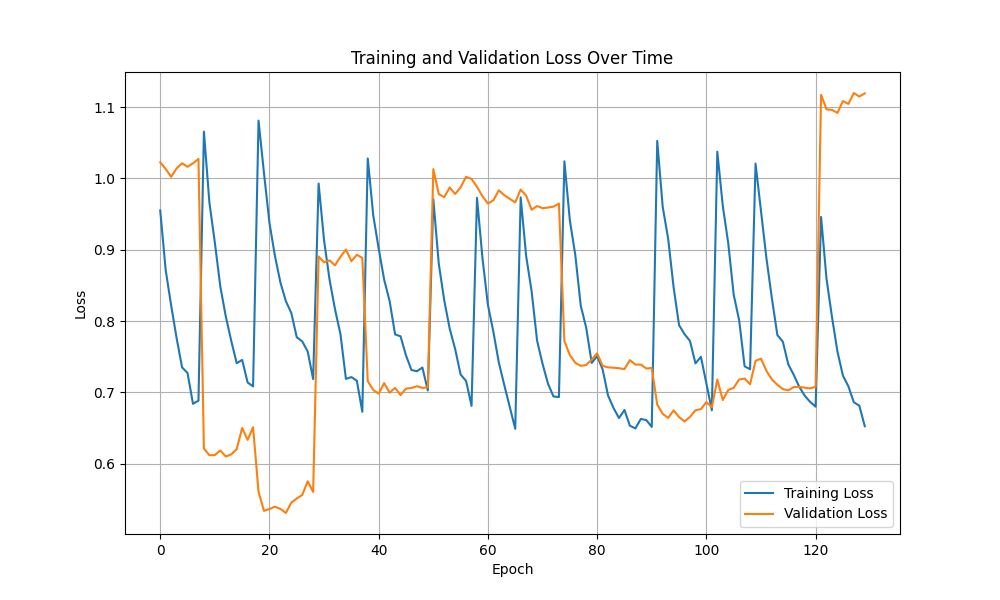 Training and Validation Loss Over Time
1.1
1.0
0.9
0.8
0.7
0.6
Loss
0 20 40 60 80 100 120
Epoch
Training Loss
Validation Loss